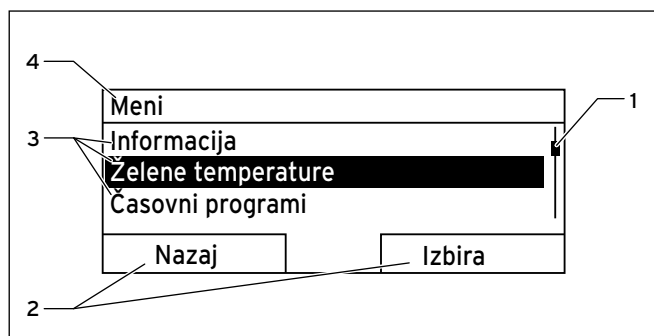 4
Meni
1
3
Informacija
Želene temperature
Časovni programi
Nazaj
Izbira
2